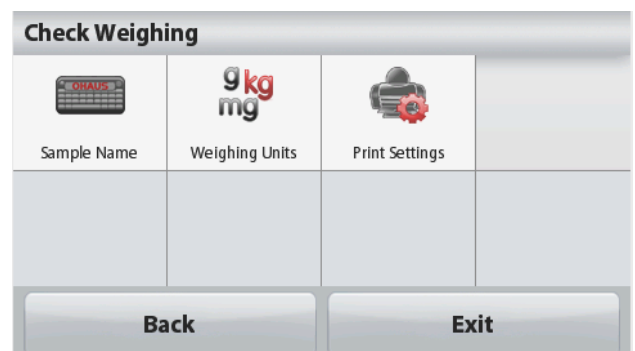 Check Weighing
OHAUS
g kg
mg
Sample Name
Weighing Units
Print Settings
Back
Exit